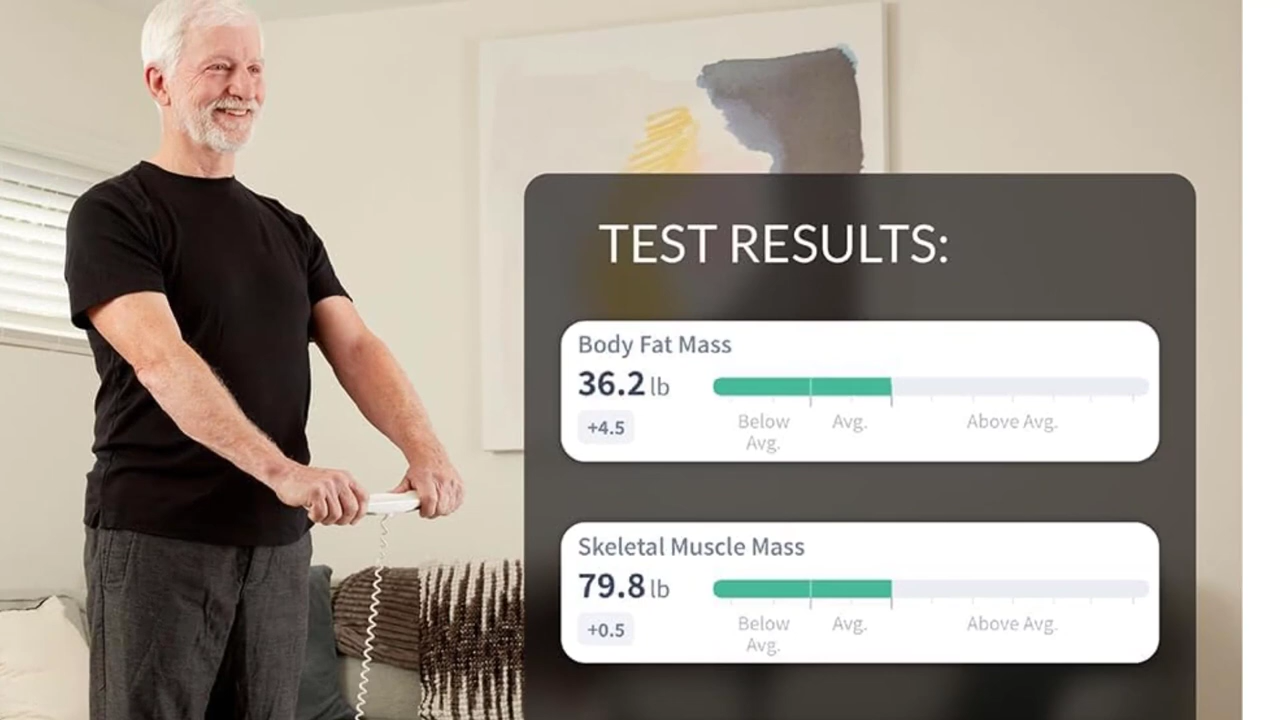 TEST RESULTS:
Body Fat Mass
36.2 lb
+4.5
Below
Avg.
Avg.
Above Avg.
Skeletal Muscle Mass
79.8 lb
+0.5
Below
Avg.
Avg.
Above Avg.